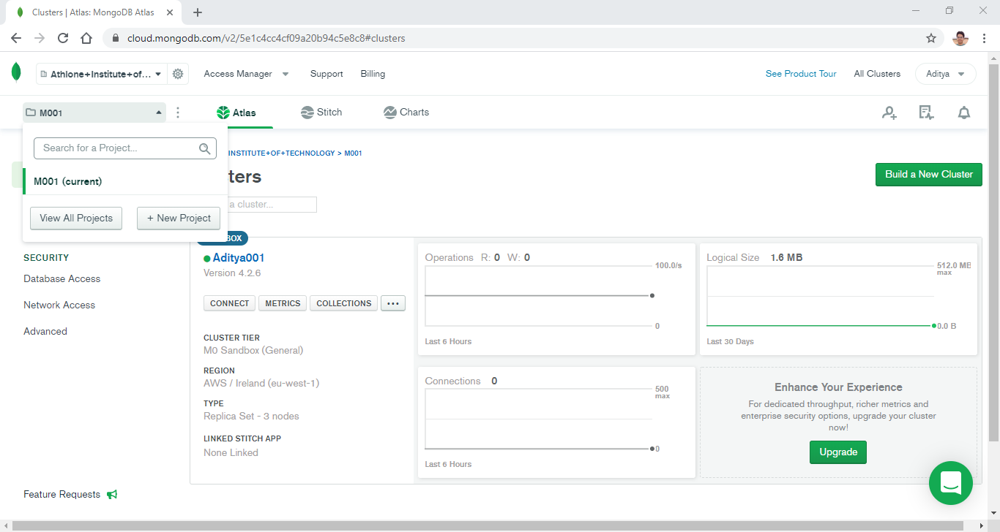 Clusters | Atlas: MongoDB Atlas
cloud.mongodb.com/v2/5e1c4cc4cf09a20b94c5e8c8#clusters
Athlone+Institute+of... Access Manager Support Billing See Product Tour All Clusters Aditya
M001 Atlas Stitch Charts
Search for a Project...
INSTITUTE+OF+TECHNOLOGY > M001
M001 (current)
ters
Build a New Cluster
a cluster...
View All Projects + New Project
BOX
SECURITY
Database Access
Network Access
Advanced
Feature Requests
Aditya001
Version 4.2.6
CONNECT METRICS COLLECTIONS ...
CLUSTER TIER
M0 Sandbox (General)
REGION
AWS / Ireland (eu-west-1)
TYPE
Replica Set - 3 nodes
LINKED STITCH APP
None Linked
Operations R: 0 W: 0
100.0/s
0
Last 6 Hours
Logical Size 1.6 MB
512.0 MB
max
0.0 B
Last 30 Days
Connections 0
500
max
0
Last 6 Hours
Enhance Your Experience
For dedicated throughput, richer metrics and
enterprise security options, upgrade your cluster
now!
Upgrade